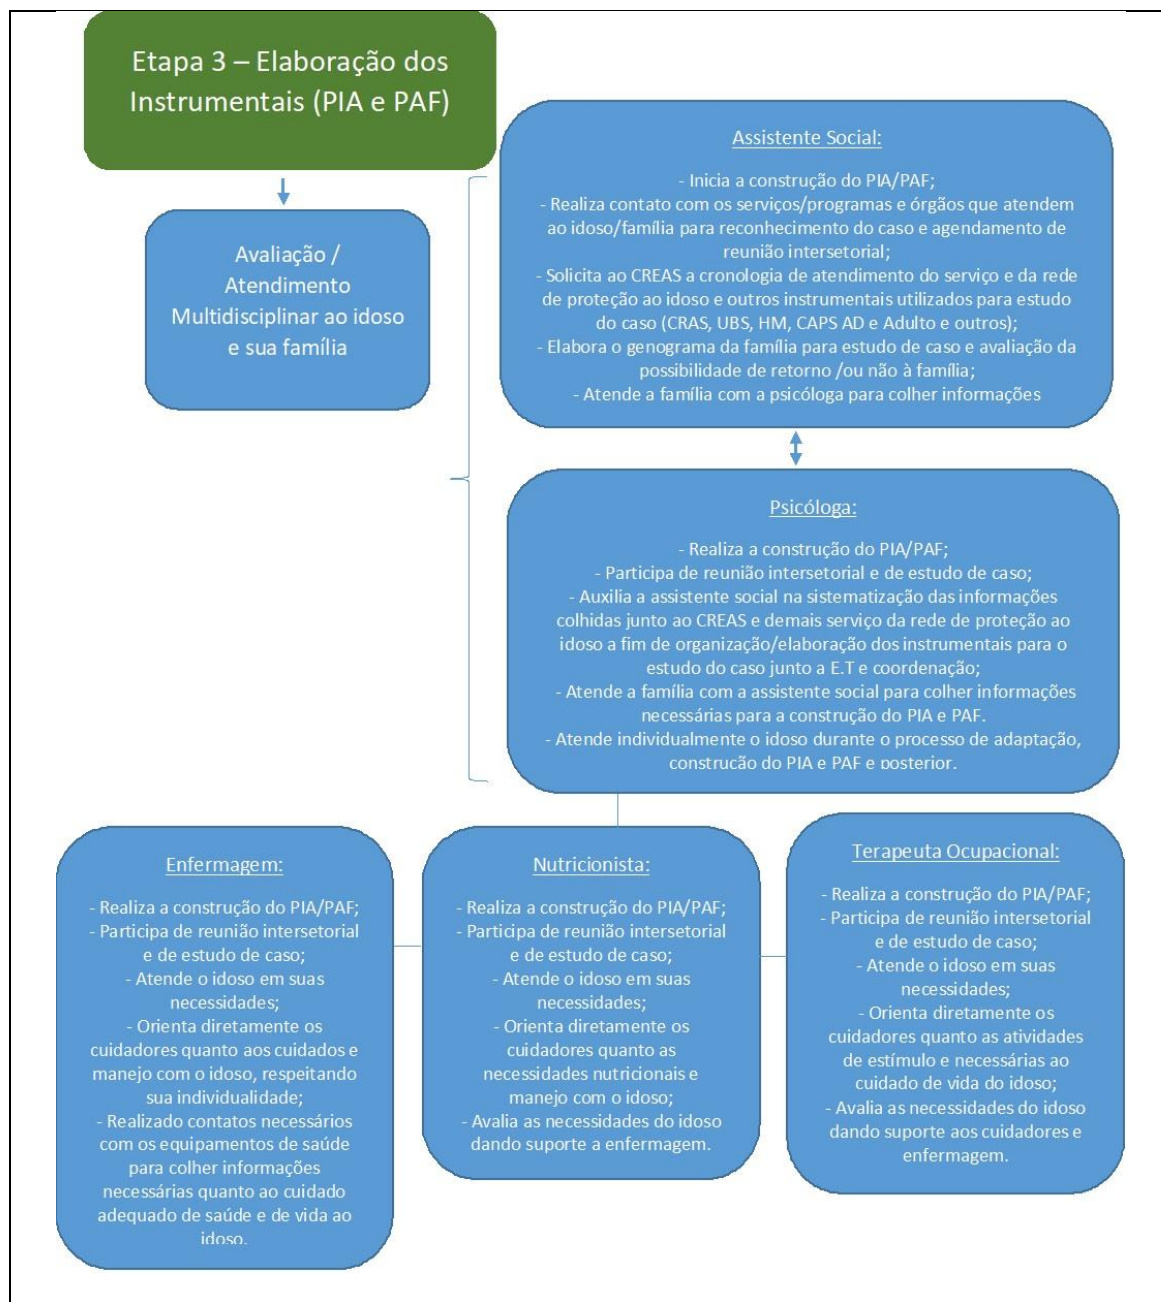 Etapa 3 – Elaboração dos
Instrumentais (PIA e PAF)
Avaliação /
Atendimento
Multidisciplinar ao idoso
e sua família
Assistente Social:
- Inicia a construção do PIA/PAF;
- Realiza contato com os serviços/programas e órgãos que atendem
ao idoso/família para reconhecimento do caso e agendamento de
reunião intersetorial;
- Solicita ao CREAS a cronologia de atendimento do serviço e da rede
de proteção ao idoso e outros instrumentais utilizados para estudo
do caso (CRAS, UBS, HM, CAPS AD e Adulto e outros);
- Elabora o genograma da família para estudo de caso e avaliação da
possibilidade de retorno /ou não à família;
- Atende a família com a psicóloga para colher informações
Psicóloga:
- Realiza a construção do PIA/PAF;
- Participa de reunião intersetorial e de estudo de caso;
- Auxilia a assistente social na sistematização das informações
colhidas junto ao CREAS e demais serviço da rede de proteção ao
idoso a fim de organização/elaboração dos instrumentais para o
estudo do caso junto a E.T e coordenação;
- Atende a família com a assistente social para colher informações
necessárias para a construção do PIA e PAF.
- Atende individualmente o idoso durante o processo de adaptação,
construção do PIA e PAF e posterior.
Enfermagem:
- Realiza a construção do PIA/PAF;
- Participa de reunião intersetorial
e de estudo de caso;
- Atende o idoso em suas
necessidades;
- Orienta diretamente os
cuidadores quanto aos cuidados e
manejo com o idoso, respeitando
sua individualidade;
- Realizado contatos necessários
com os equipamentos de saúde
para colher informações
necessárias quanto ao cuidado
adequado de saúde e de vida ao
idoso.
Nutricionista:
- Realiza a construção do PIA/PAF;
- Participa de reunião intersetorial
e de estudo de caso;
- Atende o idoso em suas
necessidades;
- Orienta diretamente os
cuidadores quanto as
necessidades nutricionais e
manejo com o idoso;
- Avalia as necessidades do idoso
dando suporte a enfermagem.
Terapeuta Ocupacional:
- Realiza a construção do PIA/PAF;
- Participa de reunião intersetorial
e de estudo de caso;
- Atende o idoso em suas
necessidades;
- Orienta diretamente os
cuidadores quanto as atividades
de estímulo e necessárias ao
cuidado de vida do idoso;
- Avalia as necessidades do idoso
dando suporte aos cuidadores e
enfermagem.